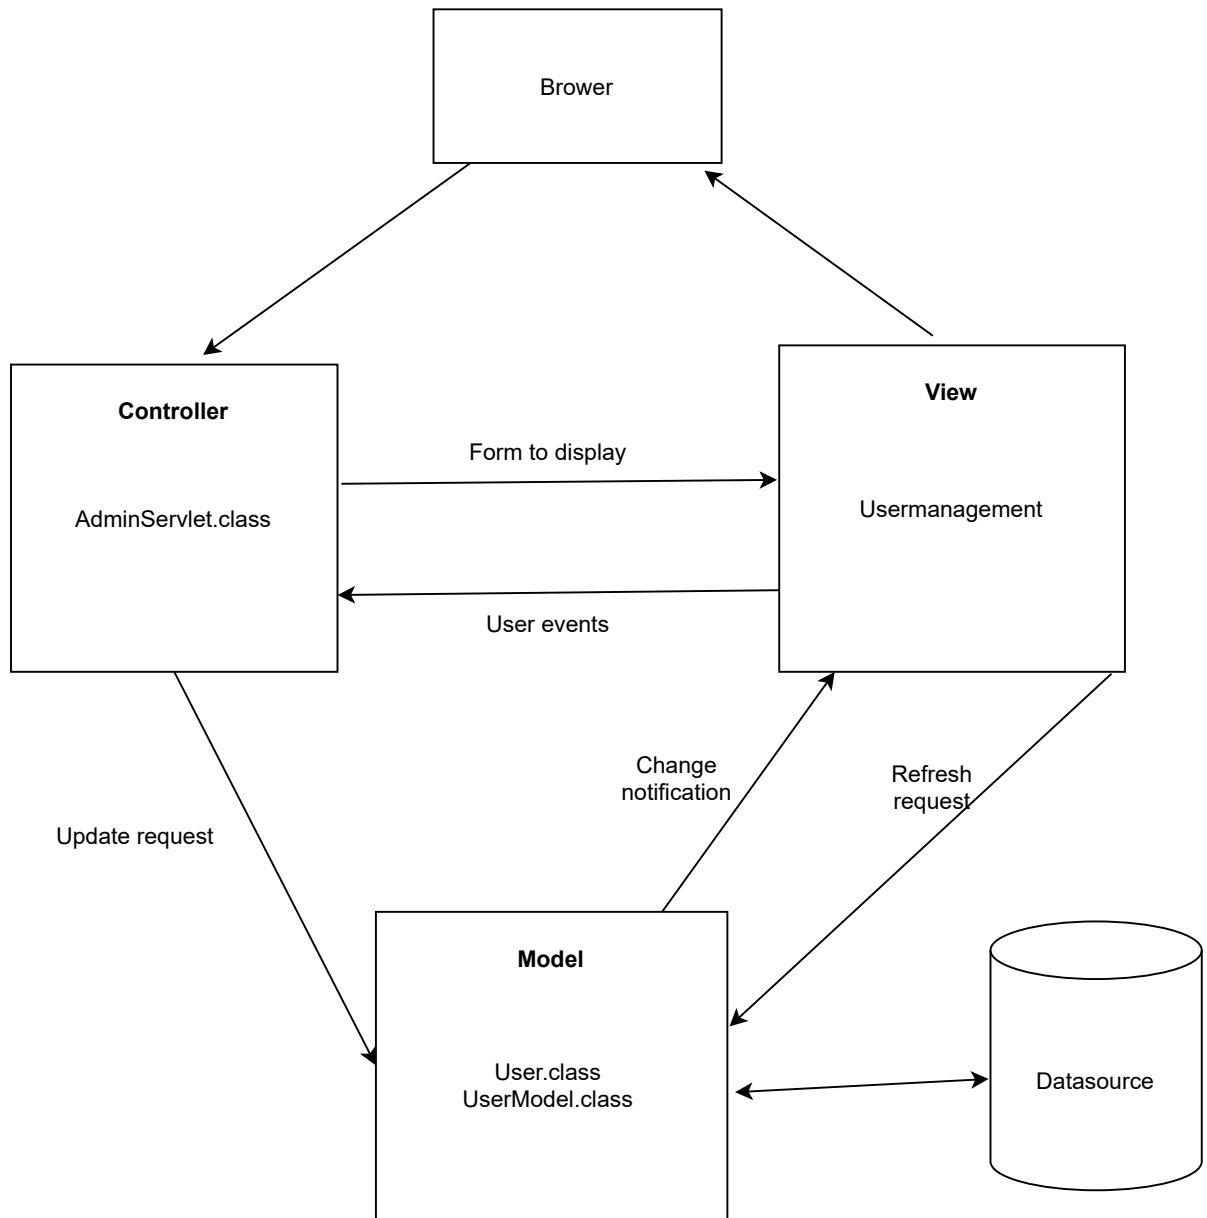 Brower
Controller
AdminServlet.class
Form to display
View
Usermanagement
User events
Change
notification
Refresh
request
Update request
Model
User.class
UserModel.class
Datasource